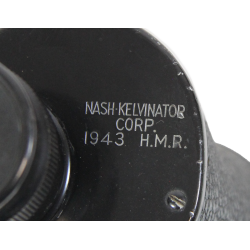 NASH-KELVINATOR
CORP.
1943 H.M.R.